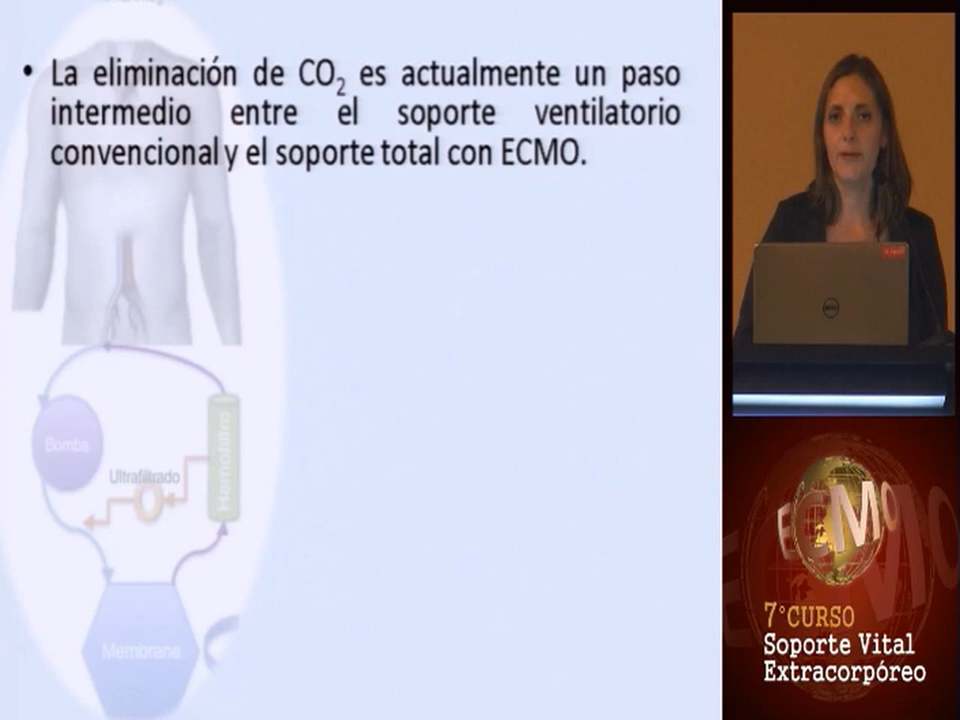 • La eliminación de CO₂ es actualmente un paso
intermedio entre el soporte ventilatorio
convencional y el soporte total con ECMO.
Bomba
Ultrafiltrado
Hemofiltro
Membrane
DELL
ECMO
7°CURSO
Soporte Vital
Extracorpóreo